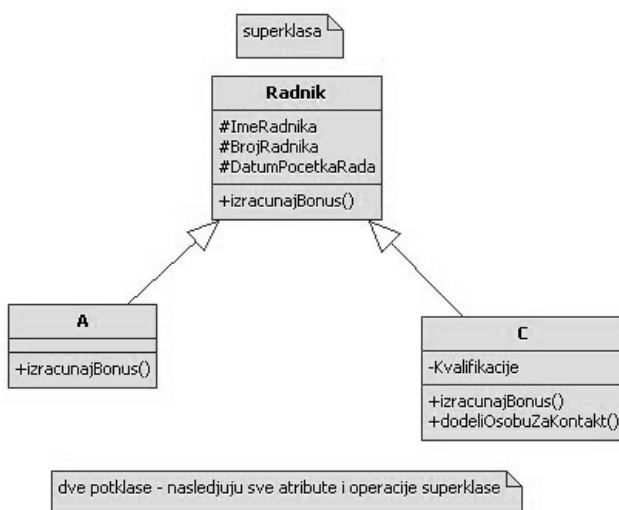 superklasa
Radnik
#ImeRadnika
#BrojRadnika
#DatumPocetkaRada
+izracunajBonus()
A
+izracunajBonus()
C
-Kvalifikacije
+izracunajBonus()
+dodeliOsobuZaKontakt()
dve potklase - nasledjuju sve atribute i operacije superklase